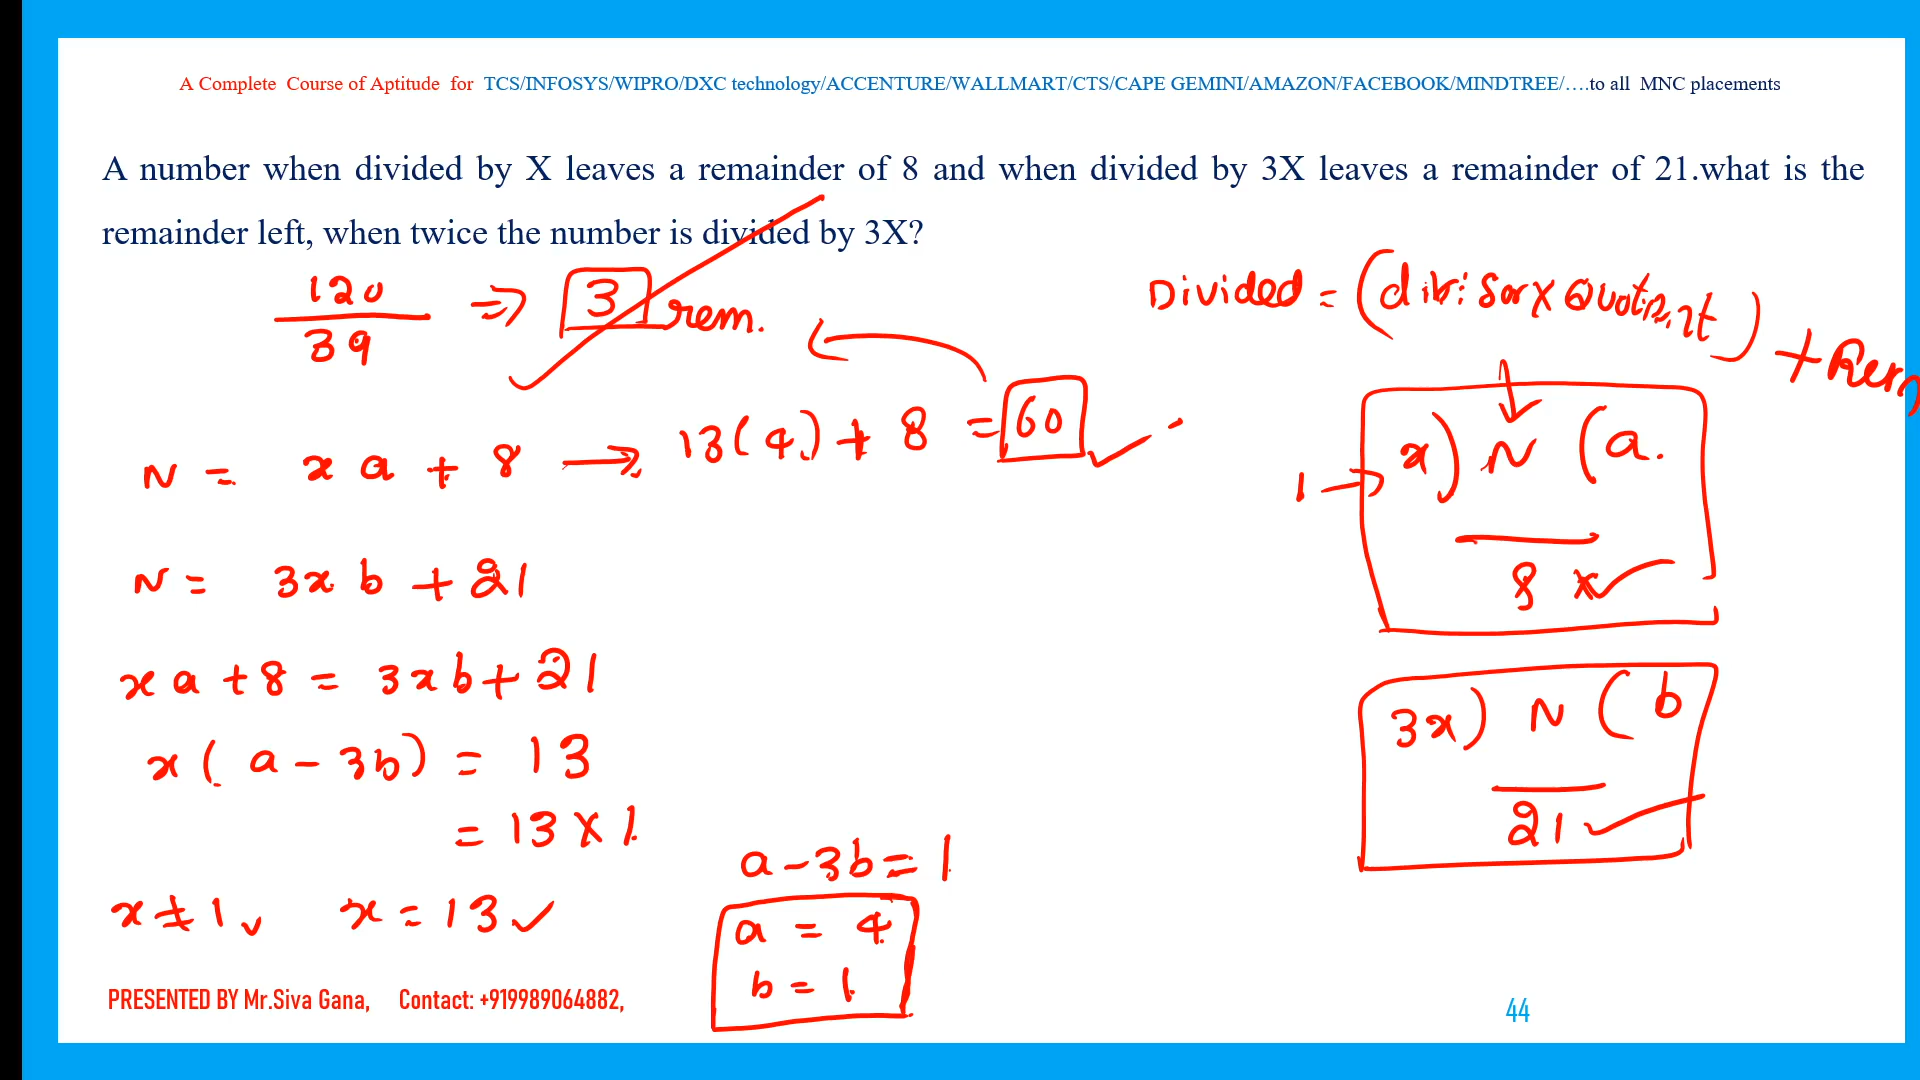 A Complete Course of Aptitude for TCS/INFOSYS/WIPRO/DXC technology/ACCENTURE/WALLMART/CTS/CAPE GEMINI/AMAZON/FACEBOOK/MINDTREE/….to all MNC placements
A number when divided by X leaves a remainder of 8 and when divided by 3X leaves a remainder of 21.what is the
remainder left, when twice the number is divided by 3X?
120
39
=> 3 rem.
Divided = (divisor X Quotient) + Rem
N = x a + 8 → 13(4) + 8 = 60
N = 3x b + 21
x a + 8 = 3x b + 21
x(a - 3b) = 13
= 13 X 1
x ≠ 1, x = 13
a - 3b = 1
a = 4
b = 1
1 → x) N (a.
8
3x) N (b
21
PRESENTED BY Mr.Siva Gana, Contact: +919989064882,
44